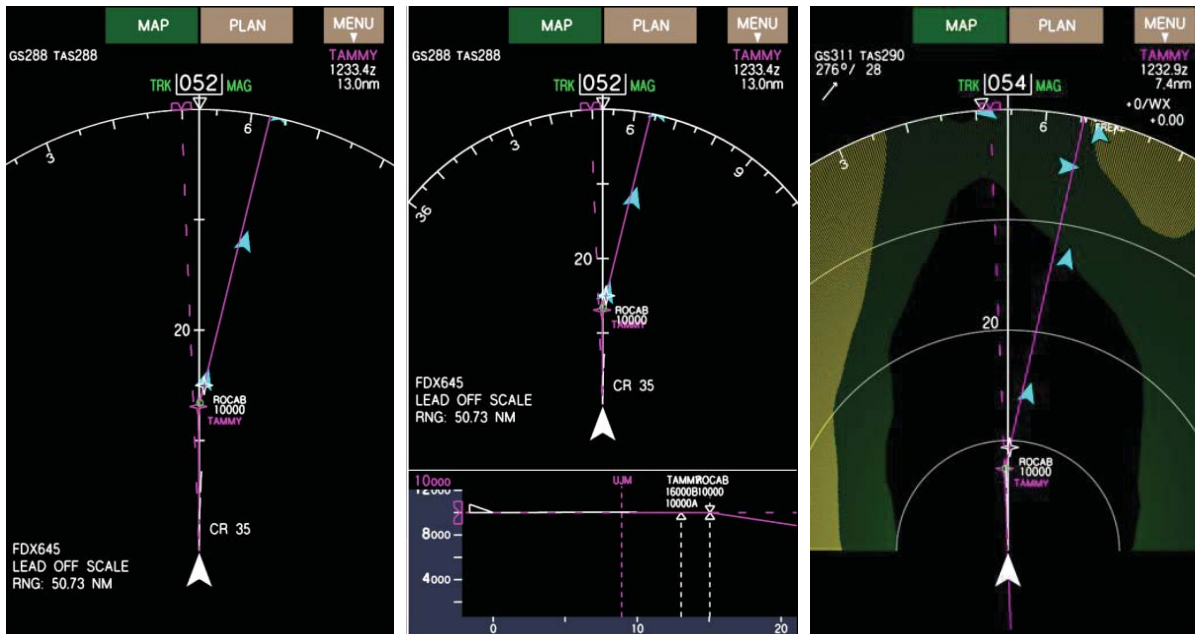 MAP PLAN MENU
GS288 TAS288
TAMMY
1233.4z
13.0nm
TRK 052 MAG
3
6
20
ROCAB
10000
TAMMY
CR 35
FDX645
LEAD OFF SCALE
RNG: 50.73 NM
MAP PLAN MENU
GS288 TAS288
TAMMY
1233.4z
13.0nm
TRK 052 MAG
36
3
6
9
20
ROCAB
10000
TAMMY
CR 35
FDX645
LEAD OFF SCALE
RNG: 50.73 NM
10000
12000
8000
4000
UJM
TAMMY ROCAB
16000B 10000
10000A
0 10 20
MAP PLAN MENU
GS311 TAS290
276°/ 28
TAMMY
1232.9z
7.4nm
TRK 054 MAG
+0/WX
+0.00
3
6
20
ROCAB
10000
TAMMY